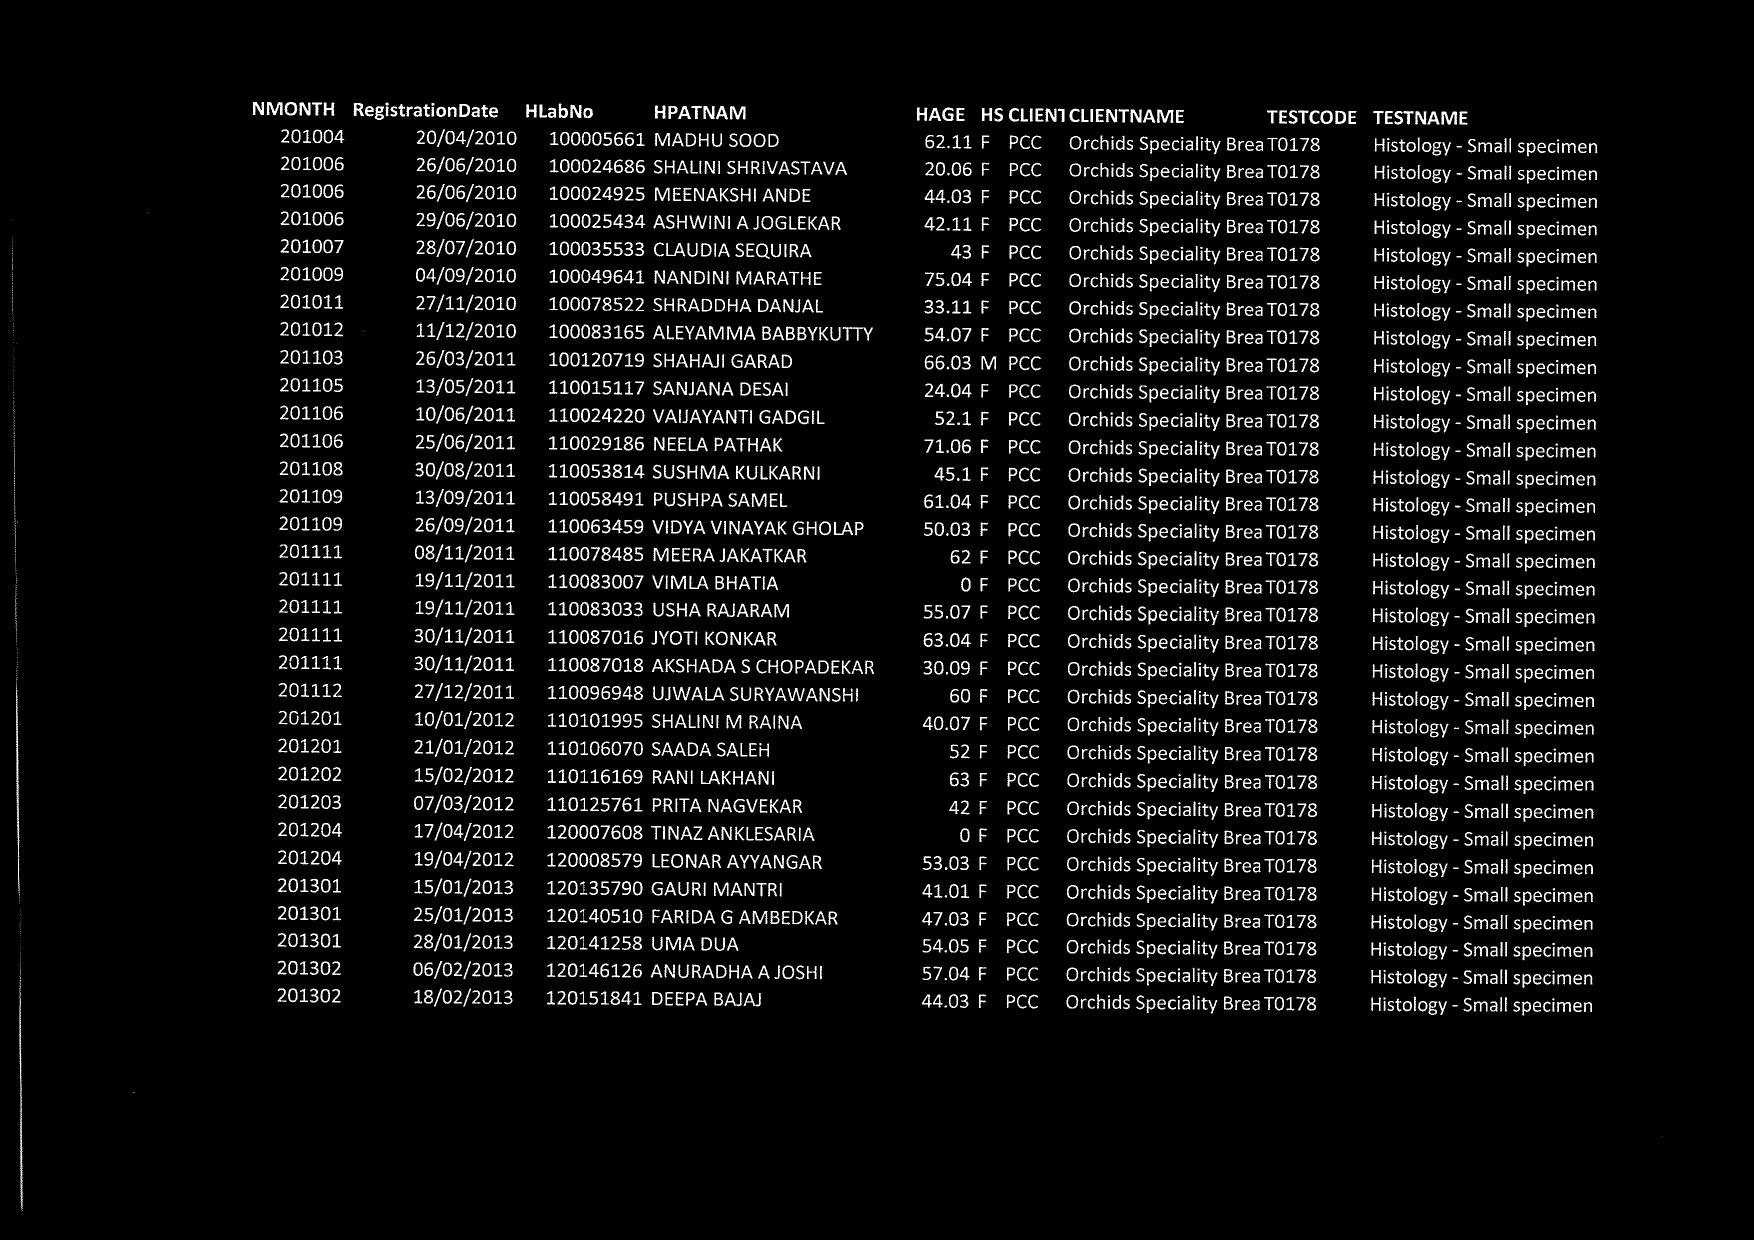 NMONTH RegistrationDate HLabNo HPATNAM HAGE HS CLIENT CLIENTNAME TESTCODE TESTNAME
201004 20/04/2010 100005661 MADHU SOOD 62.11 F PCC Orchids Speciality Brea T0178 Histology - Small specimen
201006 26/06/2010 100024686 SHALINI SHRIVASTAVA 20.06 F PCC Orchids Speciality Brea T0178 Histology - Small specimen
201006 26/06/2010 100024925 MEENAKSHI ANDE 44.03 F PCC Orchids Speciality Brea T0178 Histology - Small specimen
201006 29/06/2010 100025434 ASHWINI A JOGLEKAR 42.11 F PCC Orchids Speciality Brea T0178 Histology - Small specimen
201007 28/07/2010 100035533 CLAUDIA SEQUIRA 43 F PCC Orchids Speciality Brea T0178 Histology - Small specimen
201009 04/09/2010 100049641 NANDINI MARATHE 75.04 F PCC Orchids Speciality Brea T0178 Histology - Small specimen
201011 27/11/2010 100078522 SHRADDHA DANJAL 33.11 F PCC Orchids Speciality Brea T0178 Histology - Small specimen
201012 11/12/2010 100083165 ALEYAMMA BABBYKUTTY 54.07 F PCC Orchids Speciality Brea T0178 Histology - Small specimen
201103 26/03/2011 100120719 SHAHAJI GARAD 66.03 M PCC Orchids Speciality Brea T0178 Histology - Small specimen
201105 13/05/2011 110015117 SANJANA DESAI 24.04 F PCC Orchids Speciality Brea T0178 Histology - Small specimen
201106 10/06/2011 110024220 VAIJAYANTI GADGIL 52.1 F PCC Orchids Speciality Brea T0178 Histology - Small specimen
201106 25/06/2011 110029186 NEELA PATHAK 71.06 F PCC Orchids Speciality Brea T0178 Histology - Small specimen
201108 30/08/2011 110053814 SUSHMA KULKARNI 45.1 F PCC Orchids Speciality Brea T0178 Histology - Small specimen
201109 13/09/2011 110058491 PUSHPA SAMEL 61.04 F PCC Orchids Speciality Brea T0178 Histology - Small specimen
201109 26/09/2011 110063459 VIDYA VINAYAK GHOLAP 50.03 F PCC Orchids Speciality Brea T0178 Histology - Small specimen
201111 08/11/2011 110078485 MEERA JAKATKAR 62 F PCC Orchids Speciality Brea T0178 Histology - Small specimen
201111 19/11/2011 110083007 VIMLA BHATIA 0 F PCC Orchids Speciality Brea T0178 Histology - Small specimen
201111 19/11/2011 110083033 USHA RAJARAM 55.07 F PCC Orchids Speciality Brea T0178 Histology - Small specimen
201111 30/11/2011 110087016 JYOTI KONKAR 63.04 F PCC Orchids Speciality Brea T0178 Histology - Small specimen
201111 30/11/2011 110087018 AKSHADA S CHOPADEKAR 30.09 F PCC Orchids Speciality Brea T0178 Histology - Small specimen
201112 27/12/2011 110096948 UJWALA SURYAWANSHI 60 F PCC Orchids Speciality Brea T0178 Histology - Small specimen
201201 10/01/2012 110101995 SHALINI M RAINA 40.07 F PCC Orchids Speciality Brea T0178 Histology - Small specimen
201201 21/01/2012 110106070 SAADA SALEH 52 F PCC Orchids Speciality Brea T0178 Histology - Small specimen
201202 15/02/2012 110116169 RANI LAKHANI 63 F PCC Orchids Speciality Brea T0178 Histology - Small specimen
201203 07/03/2012 110125761 PRITA NAGVEKAR 42 F PCC Orchids Speciality Brea T0178 Histology - Small specimen
201204 17/04/2012 120007608 TINAZ ANKLESARIA 0 F PCC Orchids Speciality Brea T0178 Histology - Small specimen
201204 19/04/2012 120008579 LEONAR AYYANGAR 53.03 F PCC Orchids Speciality Brea T0178 Histology - Small specimen
201301 15/01/2013 120135790 GAURI MANTRI 41.01 F PCC Orchids Speciality Brea T0178 Histology - Small specimen
201301 25/01/2013 120140510 FARIDA G AMBEDKAR 47.03 F PCC Orchids Speciality Brea T0178 Histology - Small specimen
201301 28/01/2013 120141258 UMA DUA 54.05 F PCC Orchids Speciality Brea T0178 Histology - Small specimen
201302 06/02/2013 120146126 ANURADHA A JOSHI 57.04 F PCC Orchids Speciality Brea T0178 Histology - Small specimen
201302 18/02/2013 120151841 DEEPA BAJAJ 44.03 F PCC Orchids Speciality Brea T0178 Histology - Small specimen